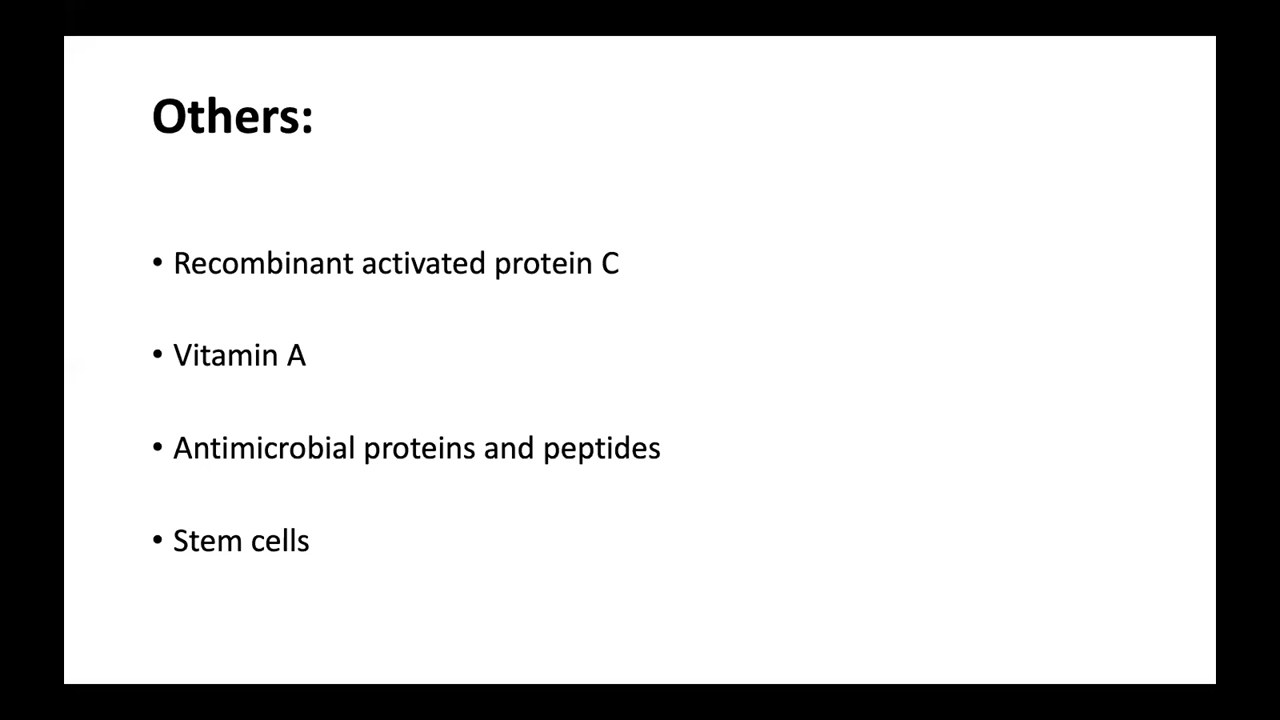 Others:
• Recombinant activated protein C
• Vitamin A
• Antimicrobial proteins and peptides
• Stem cells